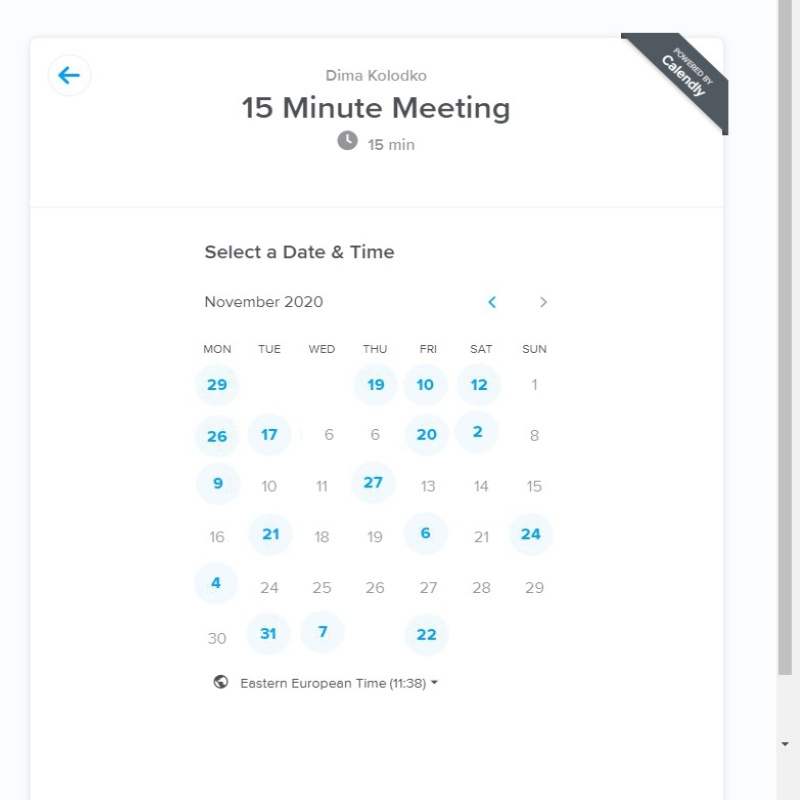 Dima Kolodko
15 Minute Meeting
15 min
POWERED BY
Calendly
Select a Date & Time
November 2020
MON TUE WED THU FRI SAT SUN
29 19 10 12 1
26 17 6 6 20 2 8
9 10 11 27 13 14 15
16 21 18 19 6 21 24
4 24 25 26 27 28 29
30 31 7 22
Eastern European Time (11:38)